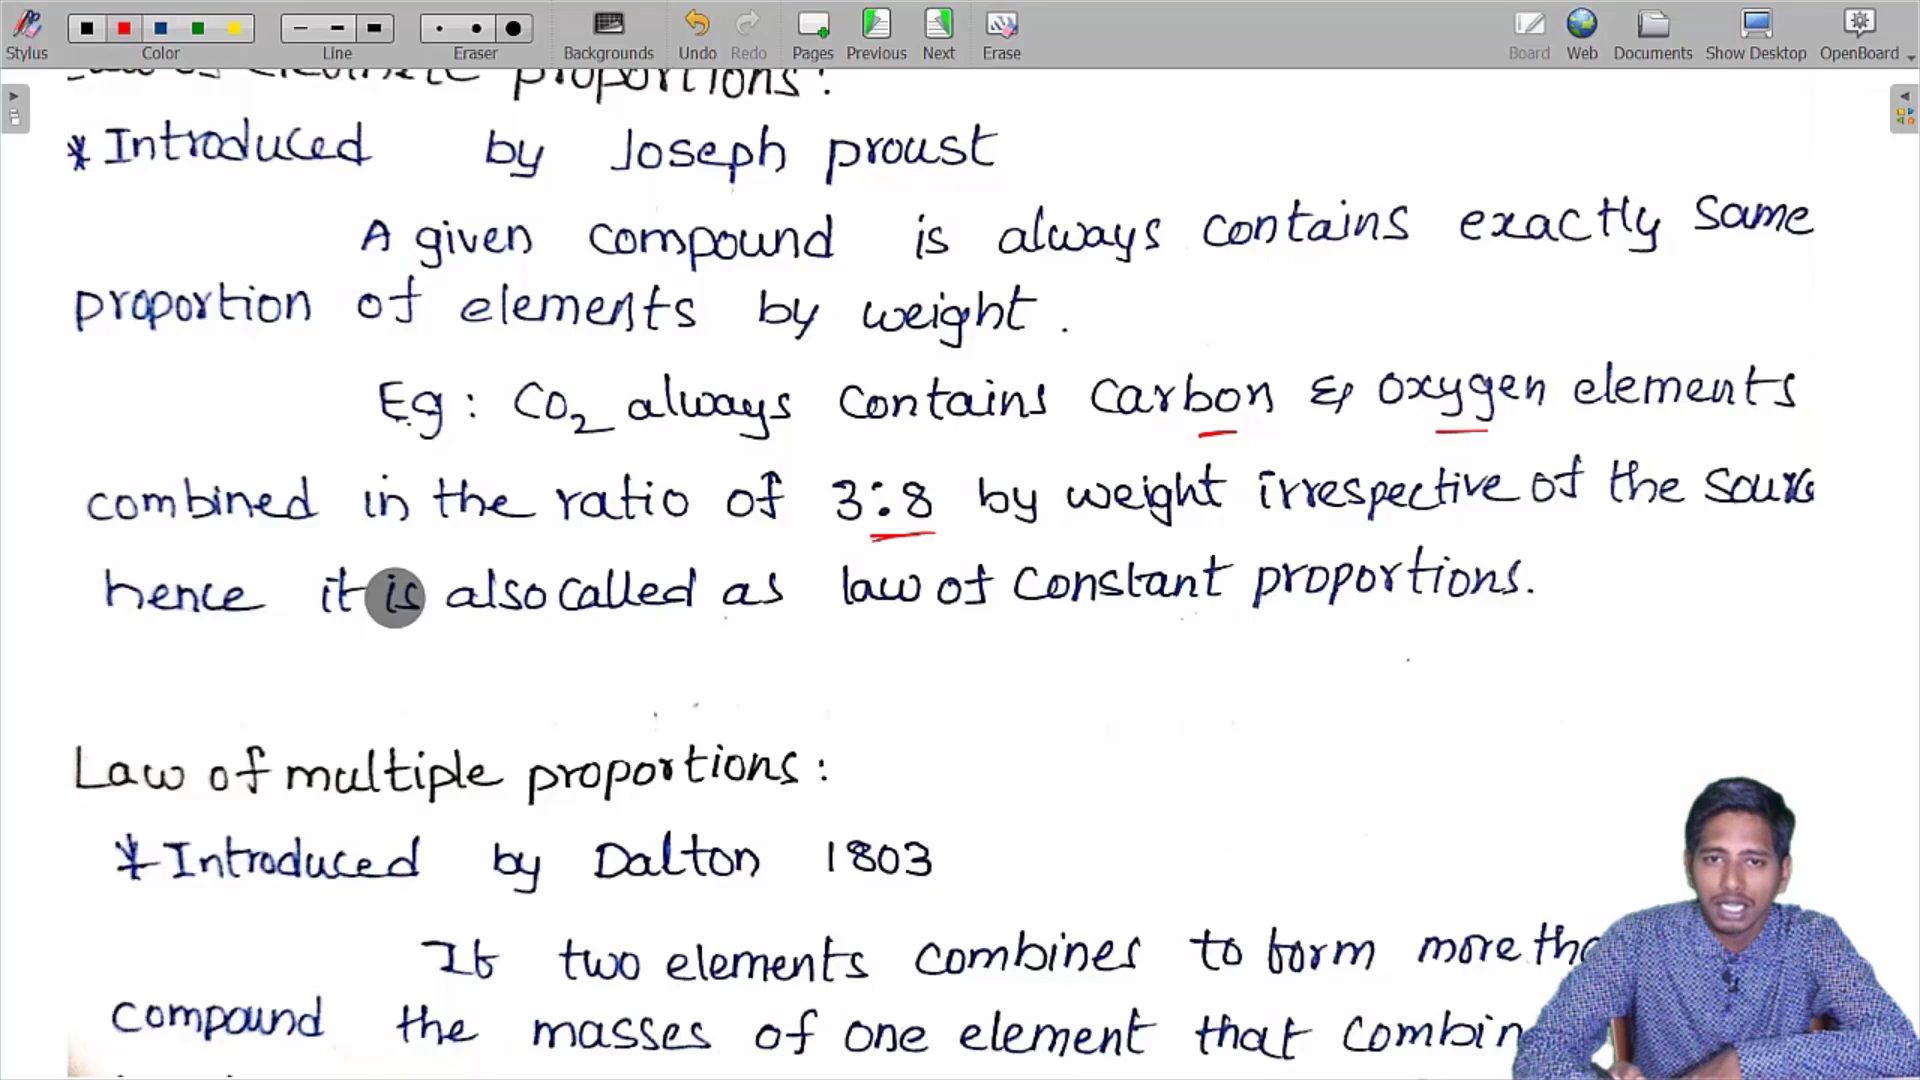 Stylus Color Line Eraser Backgrounds Undo Redo Pages Previous Next Erase Board Web Documents Show Desktop OpenBoard
proportions:
* Introduced by Joseph proust
A given compound is always contains exactly same
proportion of elements by weight.
Eg: CO2 always contains carbon & oxygen elements
combined in the ratio of 3:8 by weight irrespective of the
hence it is also called as law of constant proportions.
Law of multiple proportions:
* Introduced by Dalton 1803
If two elements combines to form more
compound the masses of one element that